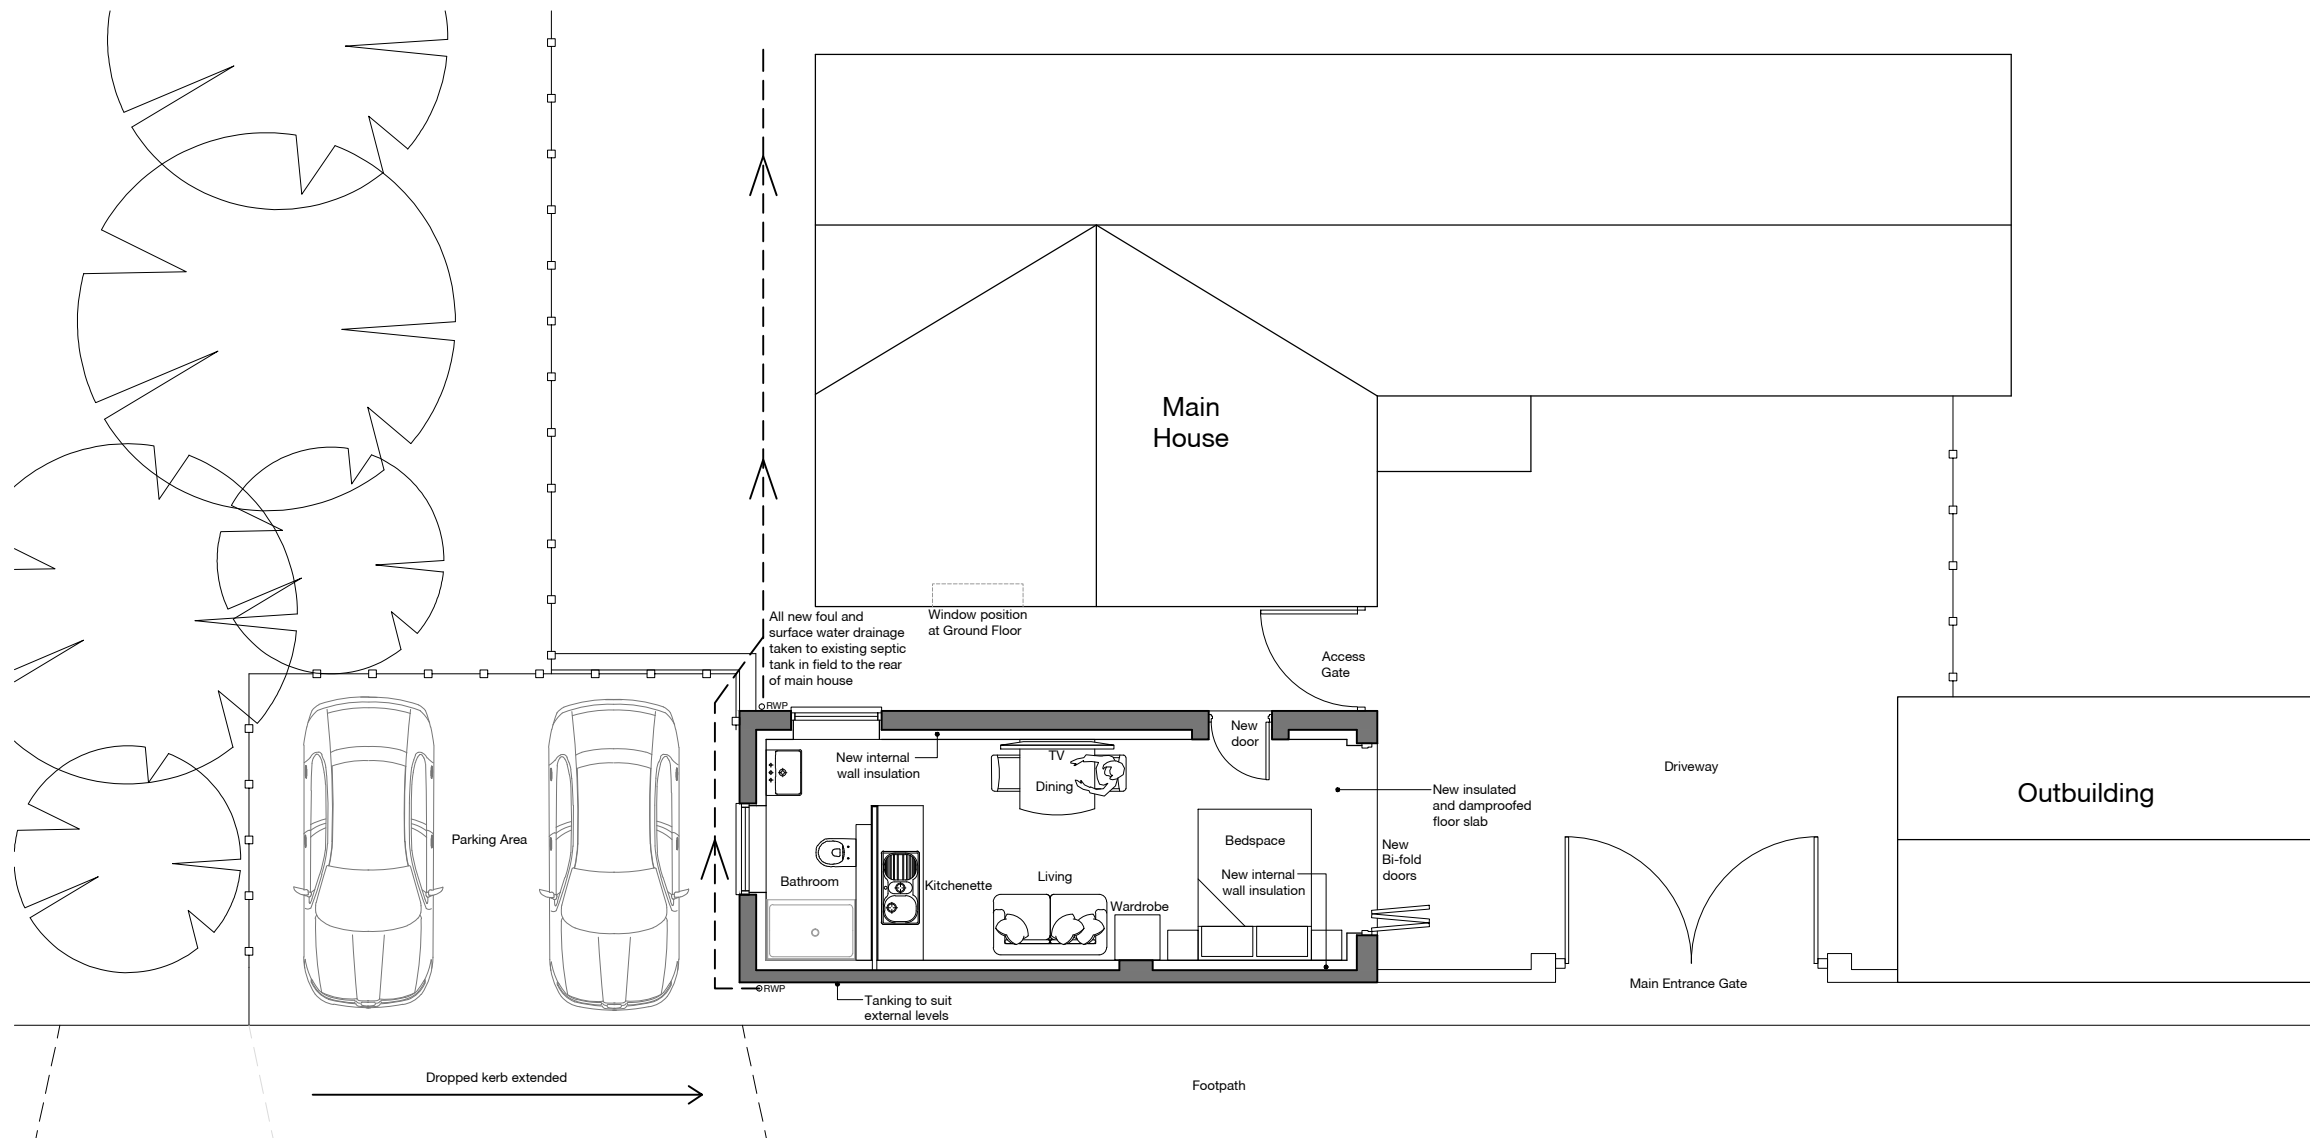 Main
House
All new foul and
surface water drainage
taken to existing septic
tank in field to the rear
of main house
Window position
at Ground Floor
Access
Gate
RWP
New
door
New internal
wall insulation
TV
Dining
Driveway
Outbuilding
New insulated
and damproofed
floor slab
Parking Area
Bedspace
New
Bi-fold
doors
Bathroom
Kitchenette
Living
New internal
wall insulation
Wardrobe
RWP
Main Entrance Gate
Tanking to suit
external levels
Dropped kerb extended
Footpath